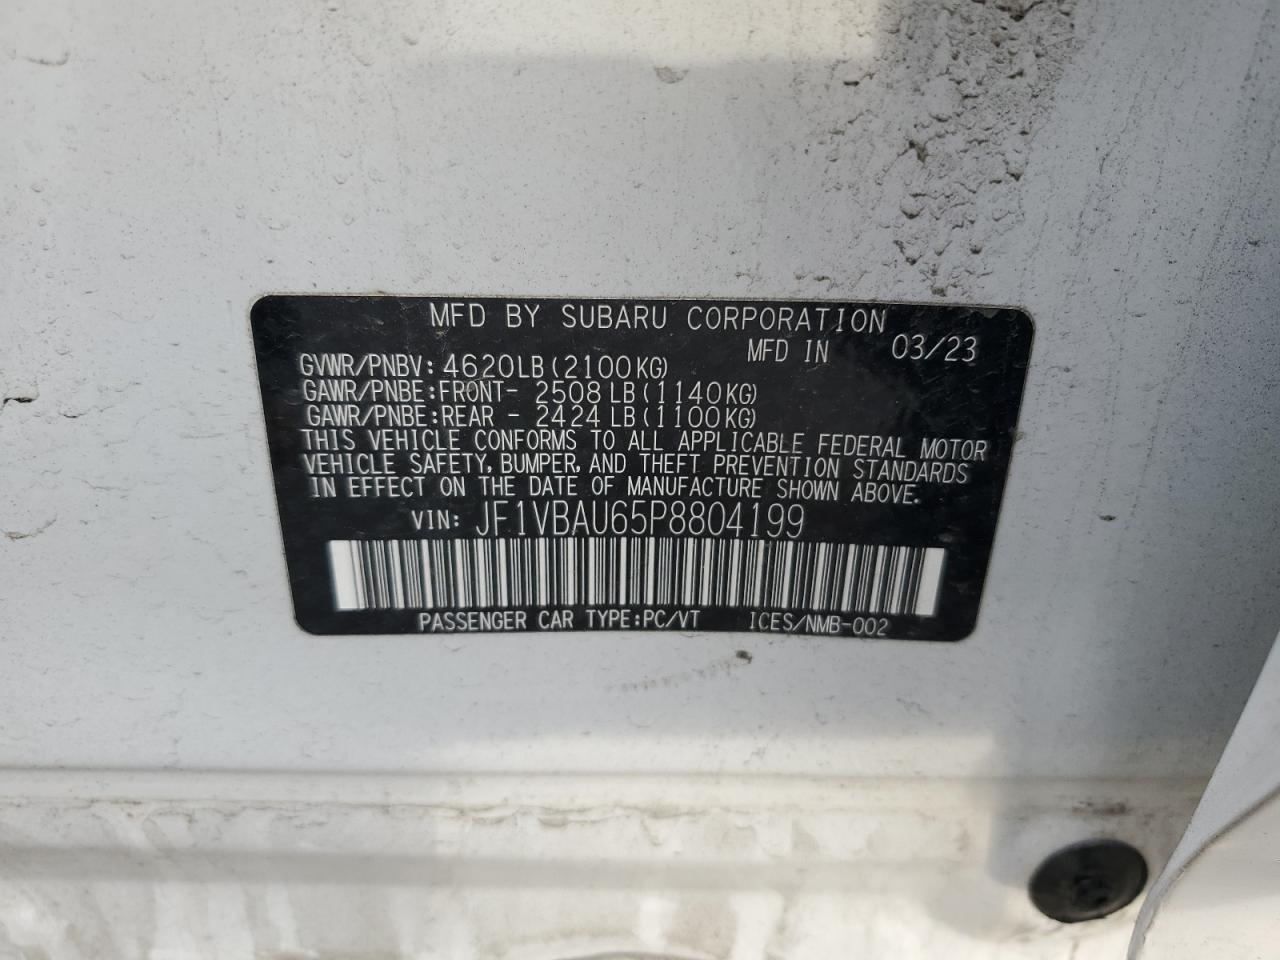 MFD BY SUBARU CORPORATION
MFD IN 03/23
GVWR/PNBV: 4620LB(2100KG)
GAWR/PNBE:FRONT- 2508 LB(1140KG)
GAWR/PNBE:REAR - 2424 LB(1100KG)
THIS VEHICLE CONFORMS TO ALL APPLICABLE FEDERAL MOTOR
VEHICLE SAFETY, BUMPER, AND THEFT PREVENTION STANDARDS
IN EFFECT ON THE DATE OF MANUFACTURE SHOWN ABOVE.
VIN: JF1VBAU65P8804199
PASSENGER CAR TYPE:PC/VT ICES/NMB-002